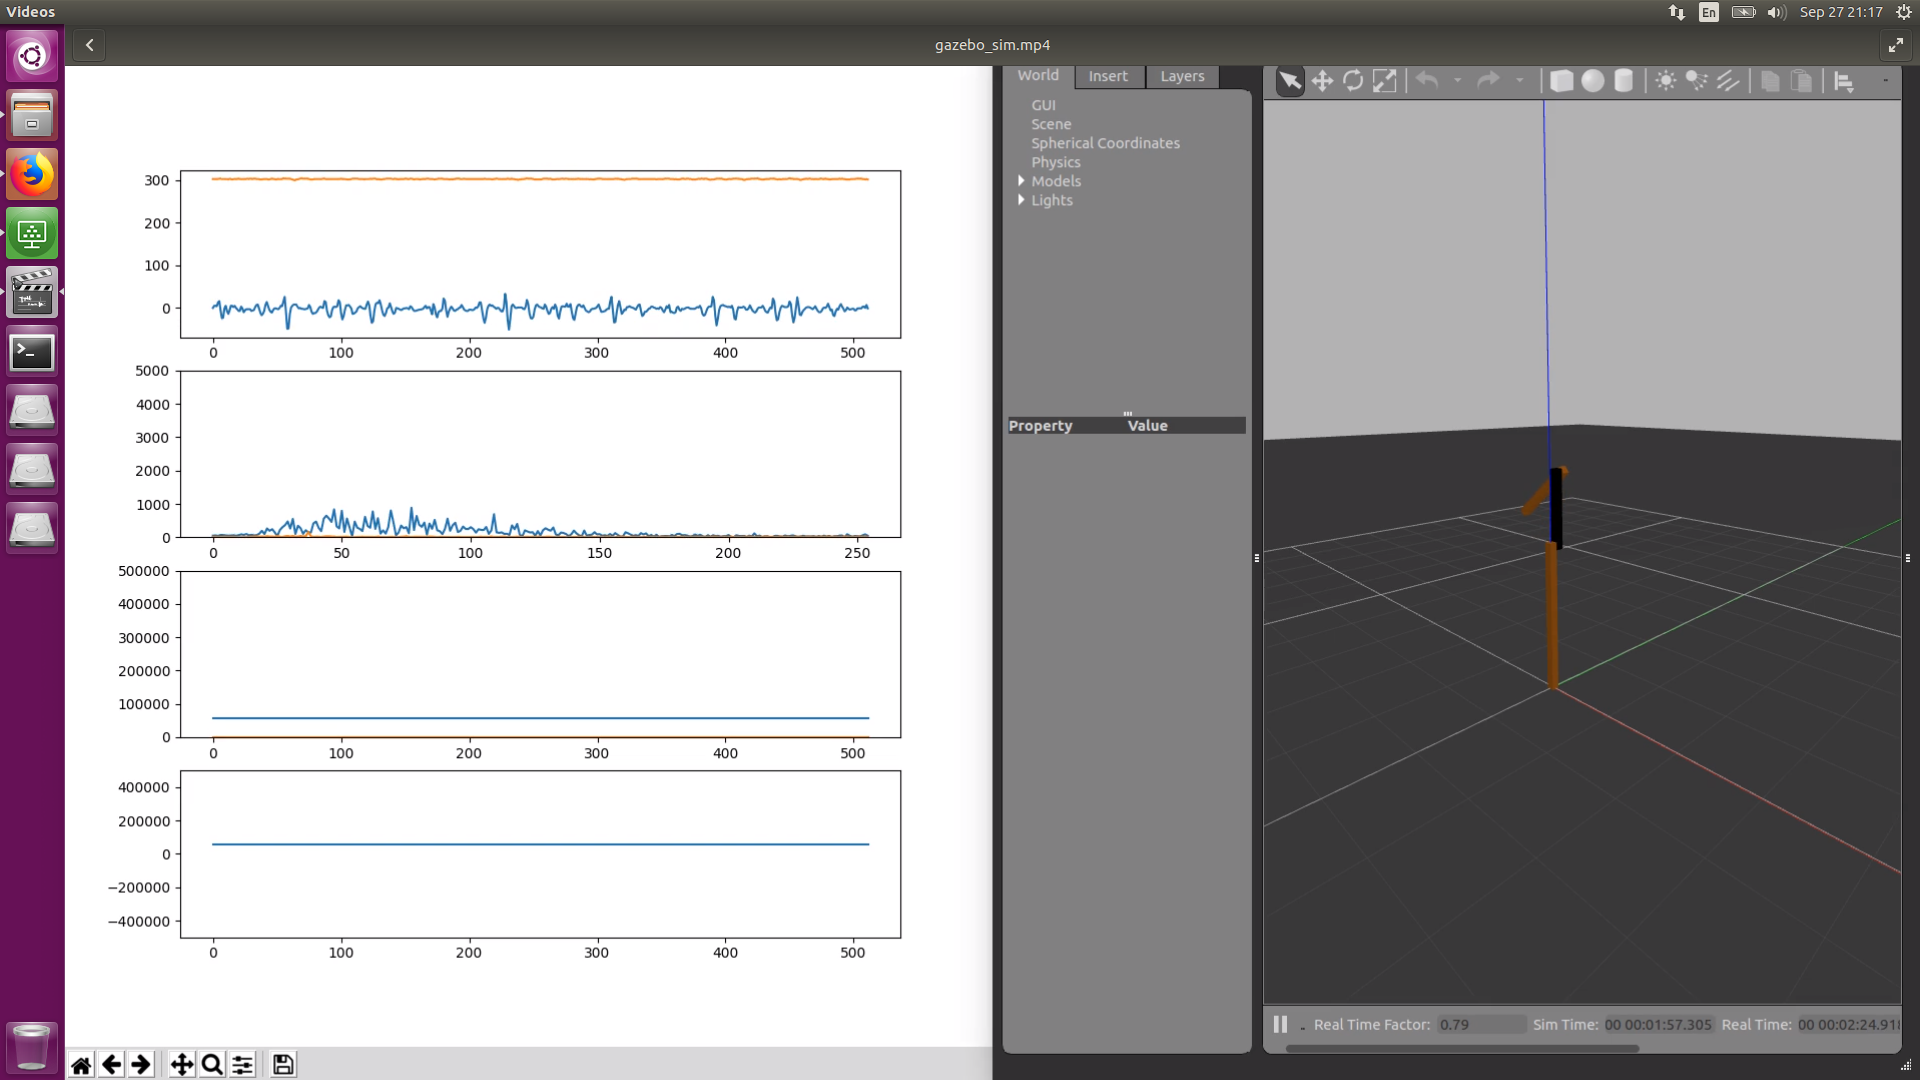 Videos
En
Sep 27 21:17
gazebo_sim.mp4
300
200
100
0
0 100 200 300 400 500
5000
4000
3000
2000
1000
0
0 50 100 150 200 250
500000
400000
300000
200000
100000
0
0 100 200 300 400 500
400000
200000
0
−200000
−400000
0 100 200 300 400 500
World Insert Layers
GUI
Scene
Spherical Coordinates
Physics
Models
Lights
Property Value
Real Time Factor: 0.79 Sim Time: 00 00:01:57.305 Real Time: 00 00:02:24.91